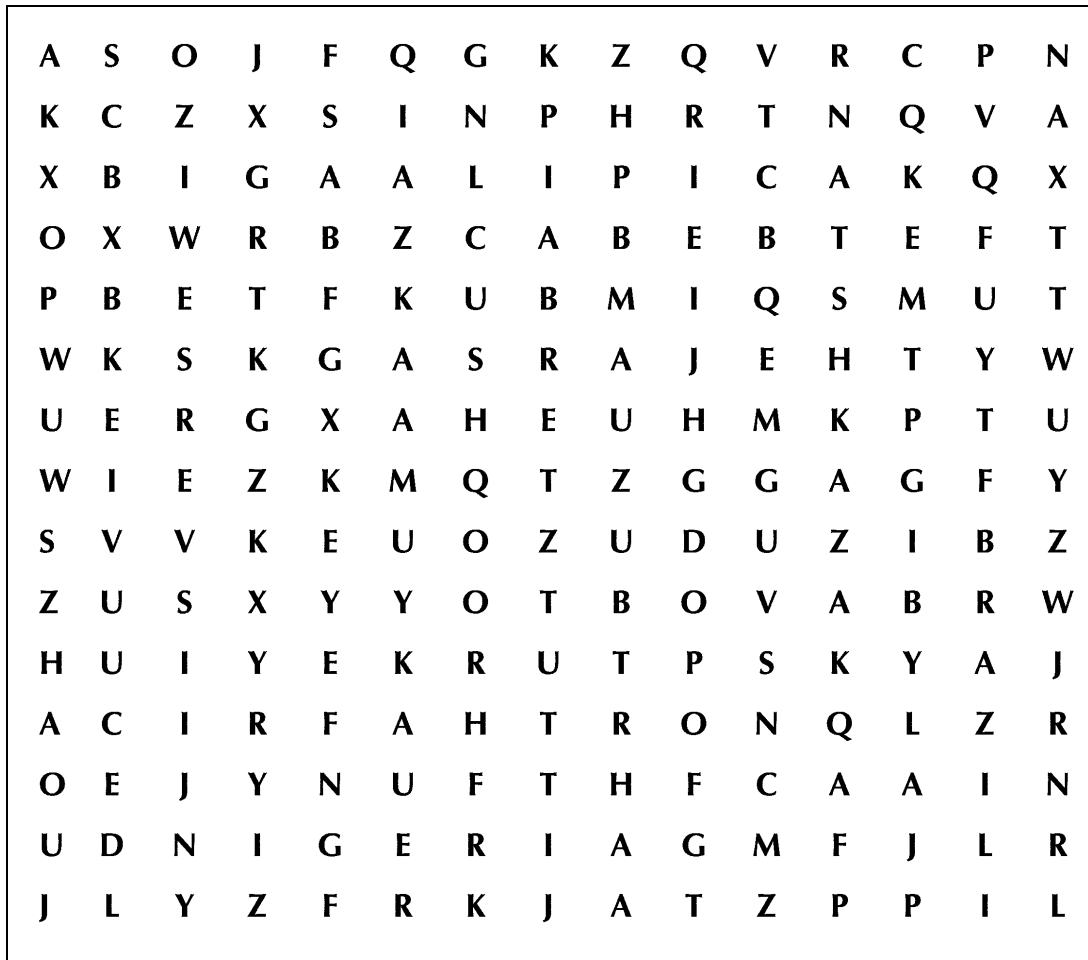 A S O J F Q G K Z Q V R C P N
K C Z X S I N P H R T N Q V A
X B I G A A L I P I C A K Q X
O X W R B Z C A B E B T E F T
P B E T F K U B M I Q S M U T
W K S K G A S R A J E H T Y W
U E R G X A H E U H M K P T U
W I E Z K M Q T Z G G A G F Y
S V V K E U O Z U D U Z I B Z
Z U S X Y Y O T B O V A B R W
H U I Y E K R U T P S K Y A J
A C I R F A H T R O N Q L Z R
O E J Y N U F T H F C A A I N
U D N I G E R I A G M F J L R
J L Y Z F R K J A T Z P P I L